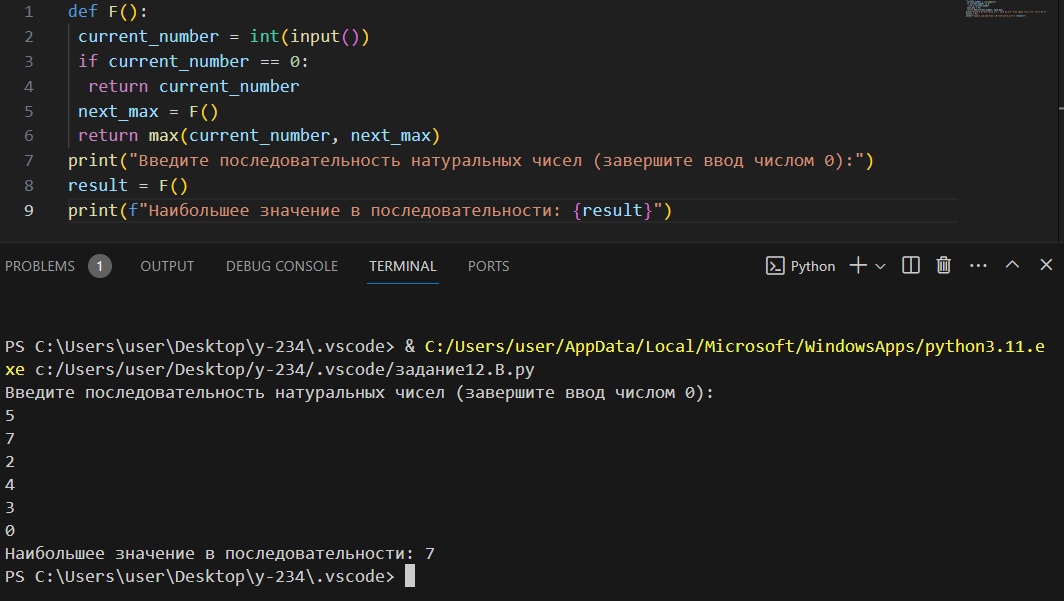 1 def F():
2 current_number = int(input())
3 if current_number == 0:
4 return current_number
5 next_max = F()
6 return max(current_number, next_max)
7 print("Введите последовательность натуральных чисел (завершите ввод числом 0):")
8 result = F()
9 print(f"Наибольшее значение в последовательности: {result}")
PROBLEMS 1 OUTPUT DEBUG CONSOLE TERMINAL PORTS Python
PS C:\Users\user\Desktop\y-234\.vscode> & C:/Users/user/AppData/Local/Microsoft/WindowsApps/python3.11.e
xe c:/Users/user/Desktop/y-234/.vscode/задание12.B.py
Введите последовательность натуральных чисел (завершите ввод числом 0):
5
7
2
4
3
0
Наибольшее значение в последовательности: 7
PS C:\Users\user\Desktop\y-234\.vscode>